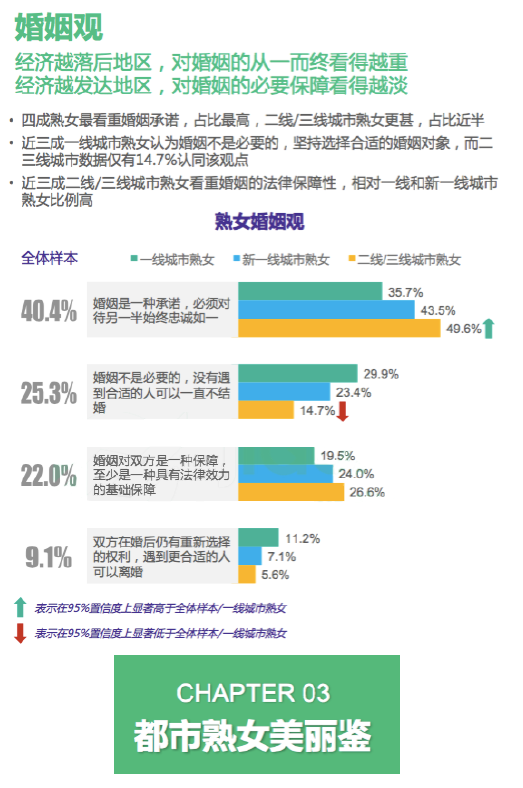 婚姻观
经济越落后地区，对婚姻的从一而终看得越重
经济越发达地区，对婚姻的必要保障看得越淡
• 四成熟女最看重婚姻承诺，占比最高，二线/三线城市熟女更甚，占比近半
• 近三成一线城市熟女认为婚姻不是必要的，坚持选择合适的婚姻对象，而二
三线城市数据仅有14.7%认同该观点
• 近三成二线/三线城市熟女看重婚姻的法律保障性，相对一线和新一线城市
熟女比例高
熟女婚姻观
全体样本
一线城市熟女 新一线城市熟女 二线/三线城市熟女
40.4%
婚姻是一种承诺，必须对
待另一半始终忠诚如一
35.7%
43.5%
49.6%
25.3%
婚姻不是必要的，没有遇
到合适的人可以一直不结
婚
29.9%
23.4%
14.7%
22.0%
婚姻对双方是一种保障，
至少是一种具有法律效力
的基础保障
19.5%
24.0%
26.6%
9.1%
双方在婚后仍有重新选择
的权利，遇到更合适的人
可以离婚
11.2%
7.1%
5.6%
表示在95%置信度上显著高于全体样本/一线城市熟女
表示在95%置信度上显著低于全体样本/一线城市熟女
CHAPTER 03
都市熟女美丽鉴